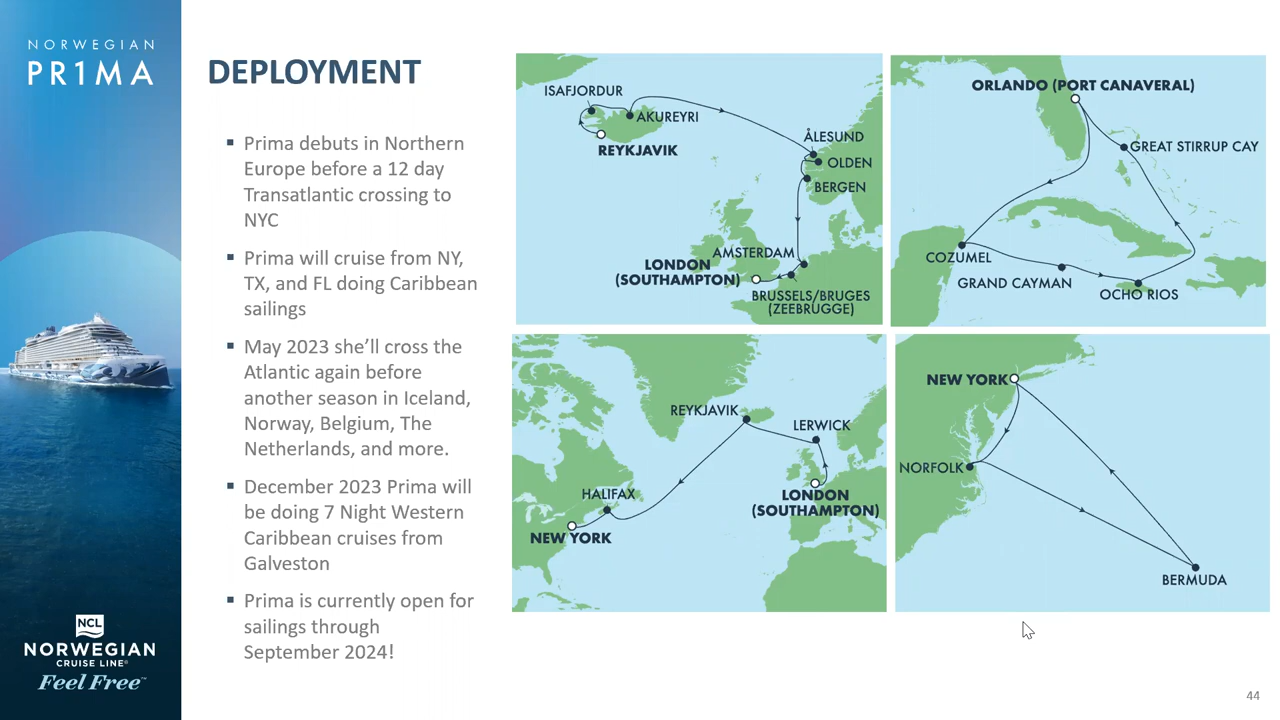 NORWEGIAN
PR1MA
DEPLOYMENT
▪ Prima debuts in Northern
Europe before a 12 day
Transatlantic crossing to
NYC
▪ Prima will cruise from NY,
TX, and FL doing Caribbean
sailings
▪ May 2023 she’ll cross the
Atlantic again before
another season in Iceland,
Norway, Belgium, The
Netherlands, and more.
▪ December 2023 Prima will
be doing 7 Night Western
Caribbean cruises from
Galveston
▪ Prima is currently open for
sailings through
September 2024!
ISAFJORDUR
AKUREYRI
REYKJAVIK
ÅLESUND
OLDEN
BERGEN
AMSTERDAM
LONDON
(SOUTHAMPTON)
BRUSSELS/BRUGES
(ZEEBRUGGE)
ORLANDO (PORT CANAVERAL)
GREAT STIRRUP CAY
COZUMEL
GRAND CAYMAN
OCHO RIOS
REYKJAVIK
LERWICK
HALIFAX
LONDON
(SOUTHAMPTON)
NEW YORK
NEW YORK
NORFOLK
BERMUDA
NCL
NORWEGIAN
CRUISE LINE®
Feel Free™
44